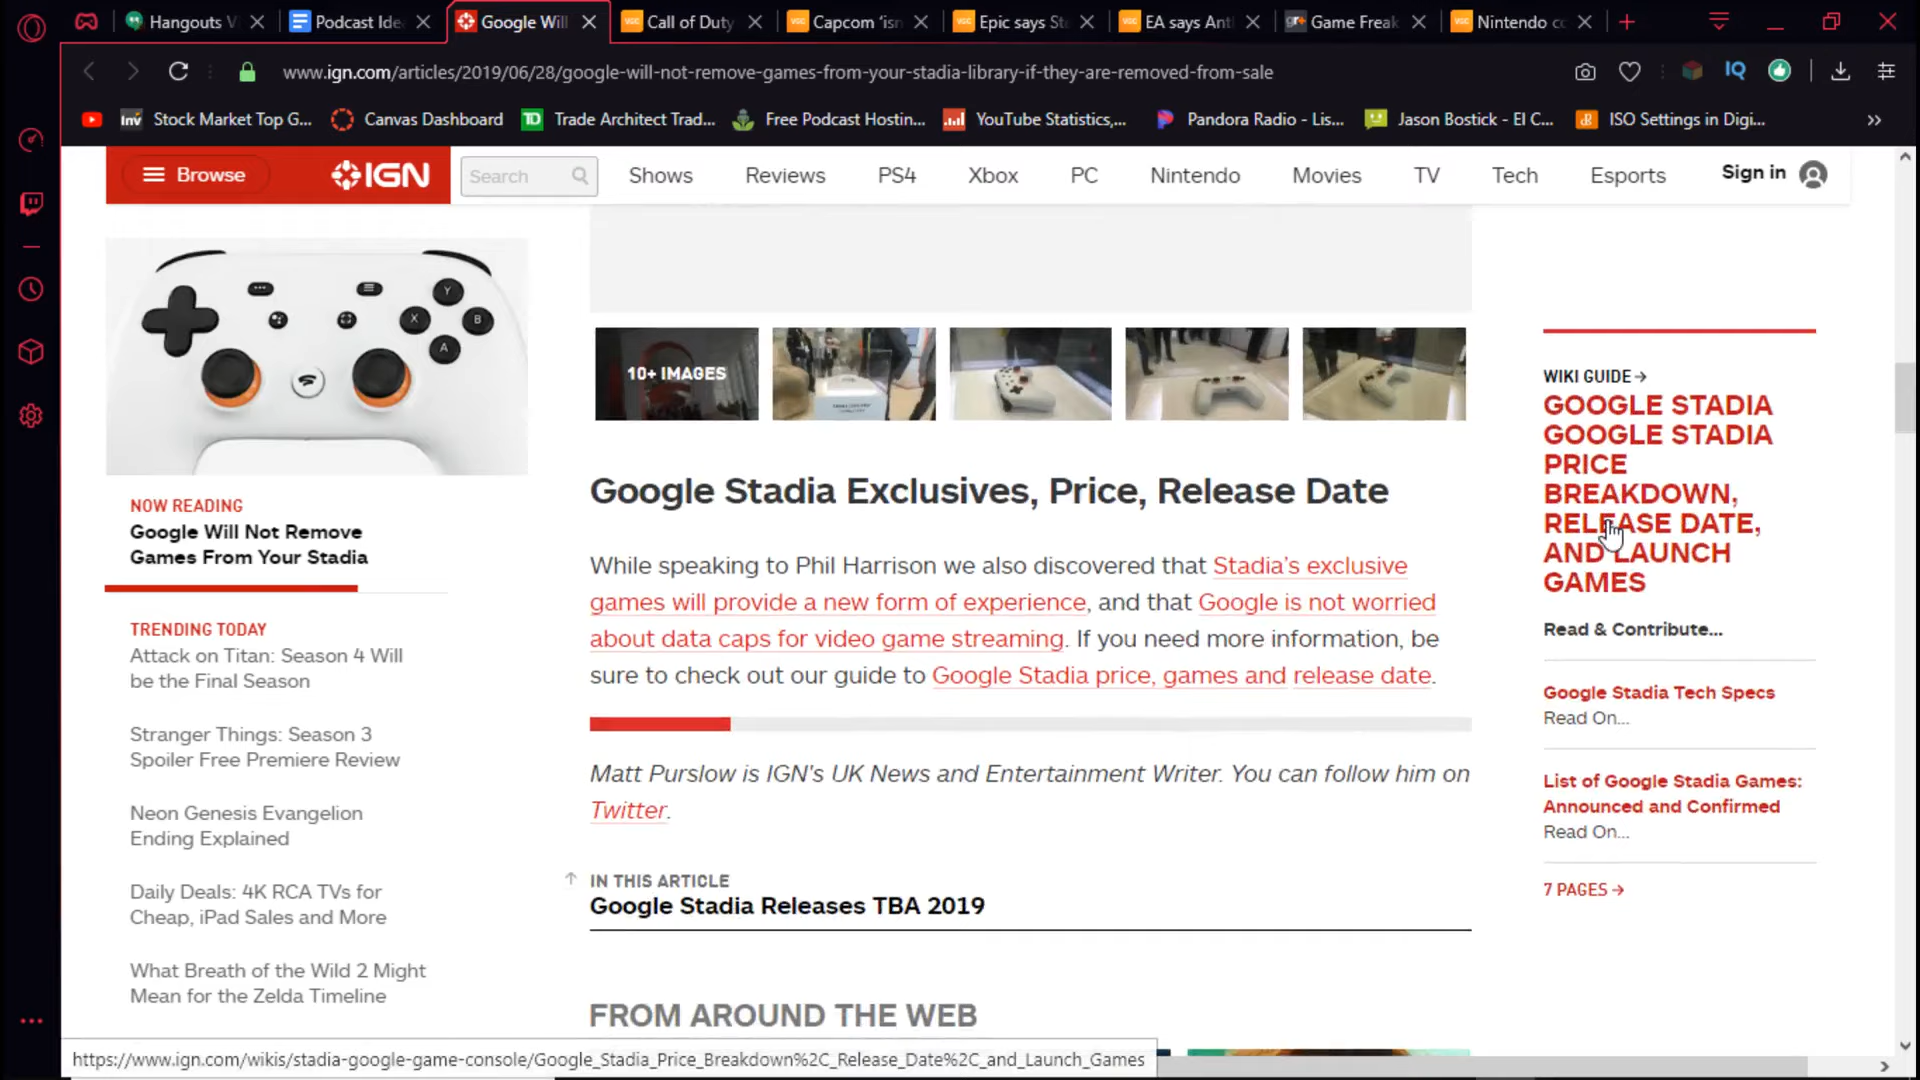 Hangouts V
Podcast Ide
Google Will
Call of Duty
Capcom 'isn
Epic says St
EA says Ant
Game Freak
Nintendo co
www.ign.com/articles/2019/06/28/google-will-not-remove-games-from-your-stadia-library-if-they-are-removed-from-sale
IQ
Inv Stock Market Top G...
Canvas Dashboard
TD Trade Architect Trad...
Free Podcast Hostin...
YouTube Statistics,...
Pandora Radio - Lis...
Jason Bostick - El C...
ISO Settings in Digi...
Browse
IGN
Search
Shows
Reviews
PS4
Xbox
PC
Nintendo
Movies
TV
Tech
Esports
Sign in
Y
X
B
A
NOW READING
Google Will Not Remove
Games From Your Stadia
TRENDING TODAY
Attack on Titan: Season 4 Will
be the Final Season
Stranger Things: Season 3
Spoiler Free Premiere Review
Neon Genesis Evangelion
Ending Explained
Daily Deals: 4K RCA TVs for
Cheap, iPad Sales and More
What Breath of the Wild 2 Might
Mean for the Zelda Timeline
10+ IMAGES
Google Stadia Exclusives, Price, Release Date
While speaking to Phil Harrison we also discovered that Stadia's exclusive
games will provide a new form of experience, and that Google is not worried
about data caps for video game streaming. If you need more information, be
sure to check out our guide to Google Stadia price, games and release date.
Matt Purslow is IGN's UK News and Entertainment Writer. You can follow him on
Twitter.
IN THIS ARTICLE
Google Stadia Releases TBA 2019
FROM AROUND THE WEB
WIKI GUIDE
GOOGLE STADIA
GOOGLE STADIA
PRICE
BREAKDOWN,
RELEASE DATE,
AND LAUNCH
GAMES
Read & Contribute...
Google Stadia Tech Specs
Read On...
List of Google Stadia Games:
Announced and Confirmed
Read On...
7 PAGES
https://www.ign.com/wikis/stadia-google-game-console/Google_Stadia_Price_Breakdown%2C_Release_Date%2C_and_Launch_Games